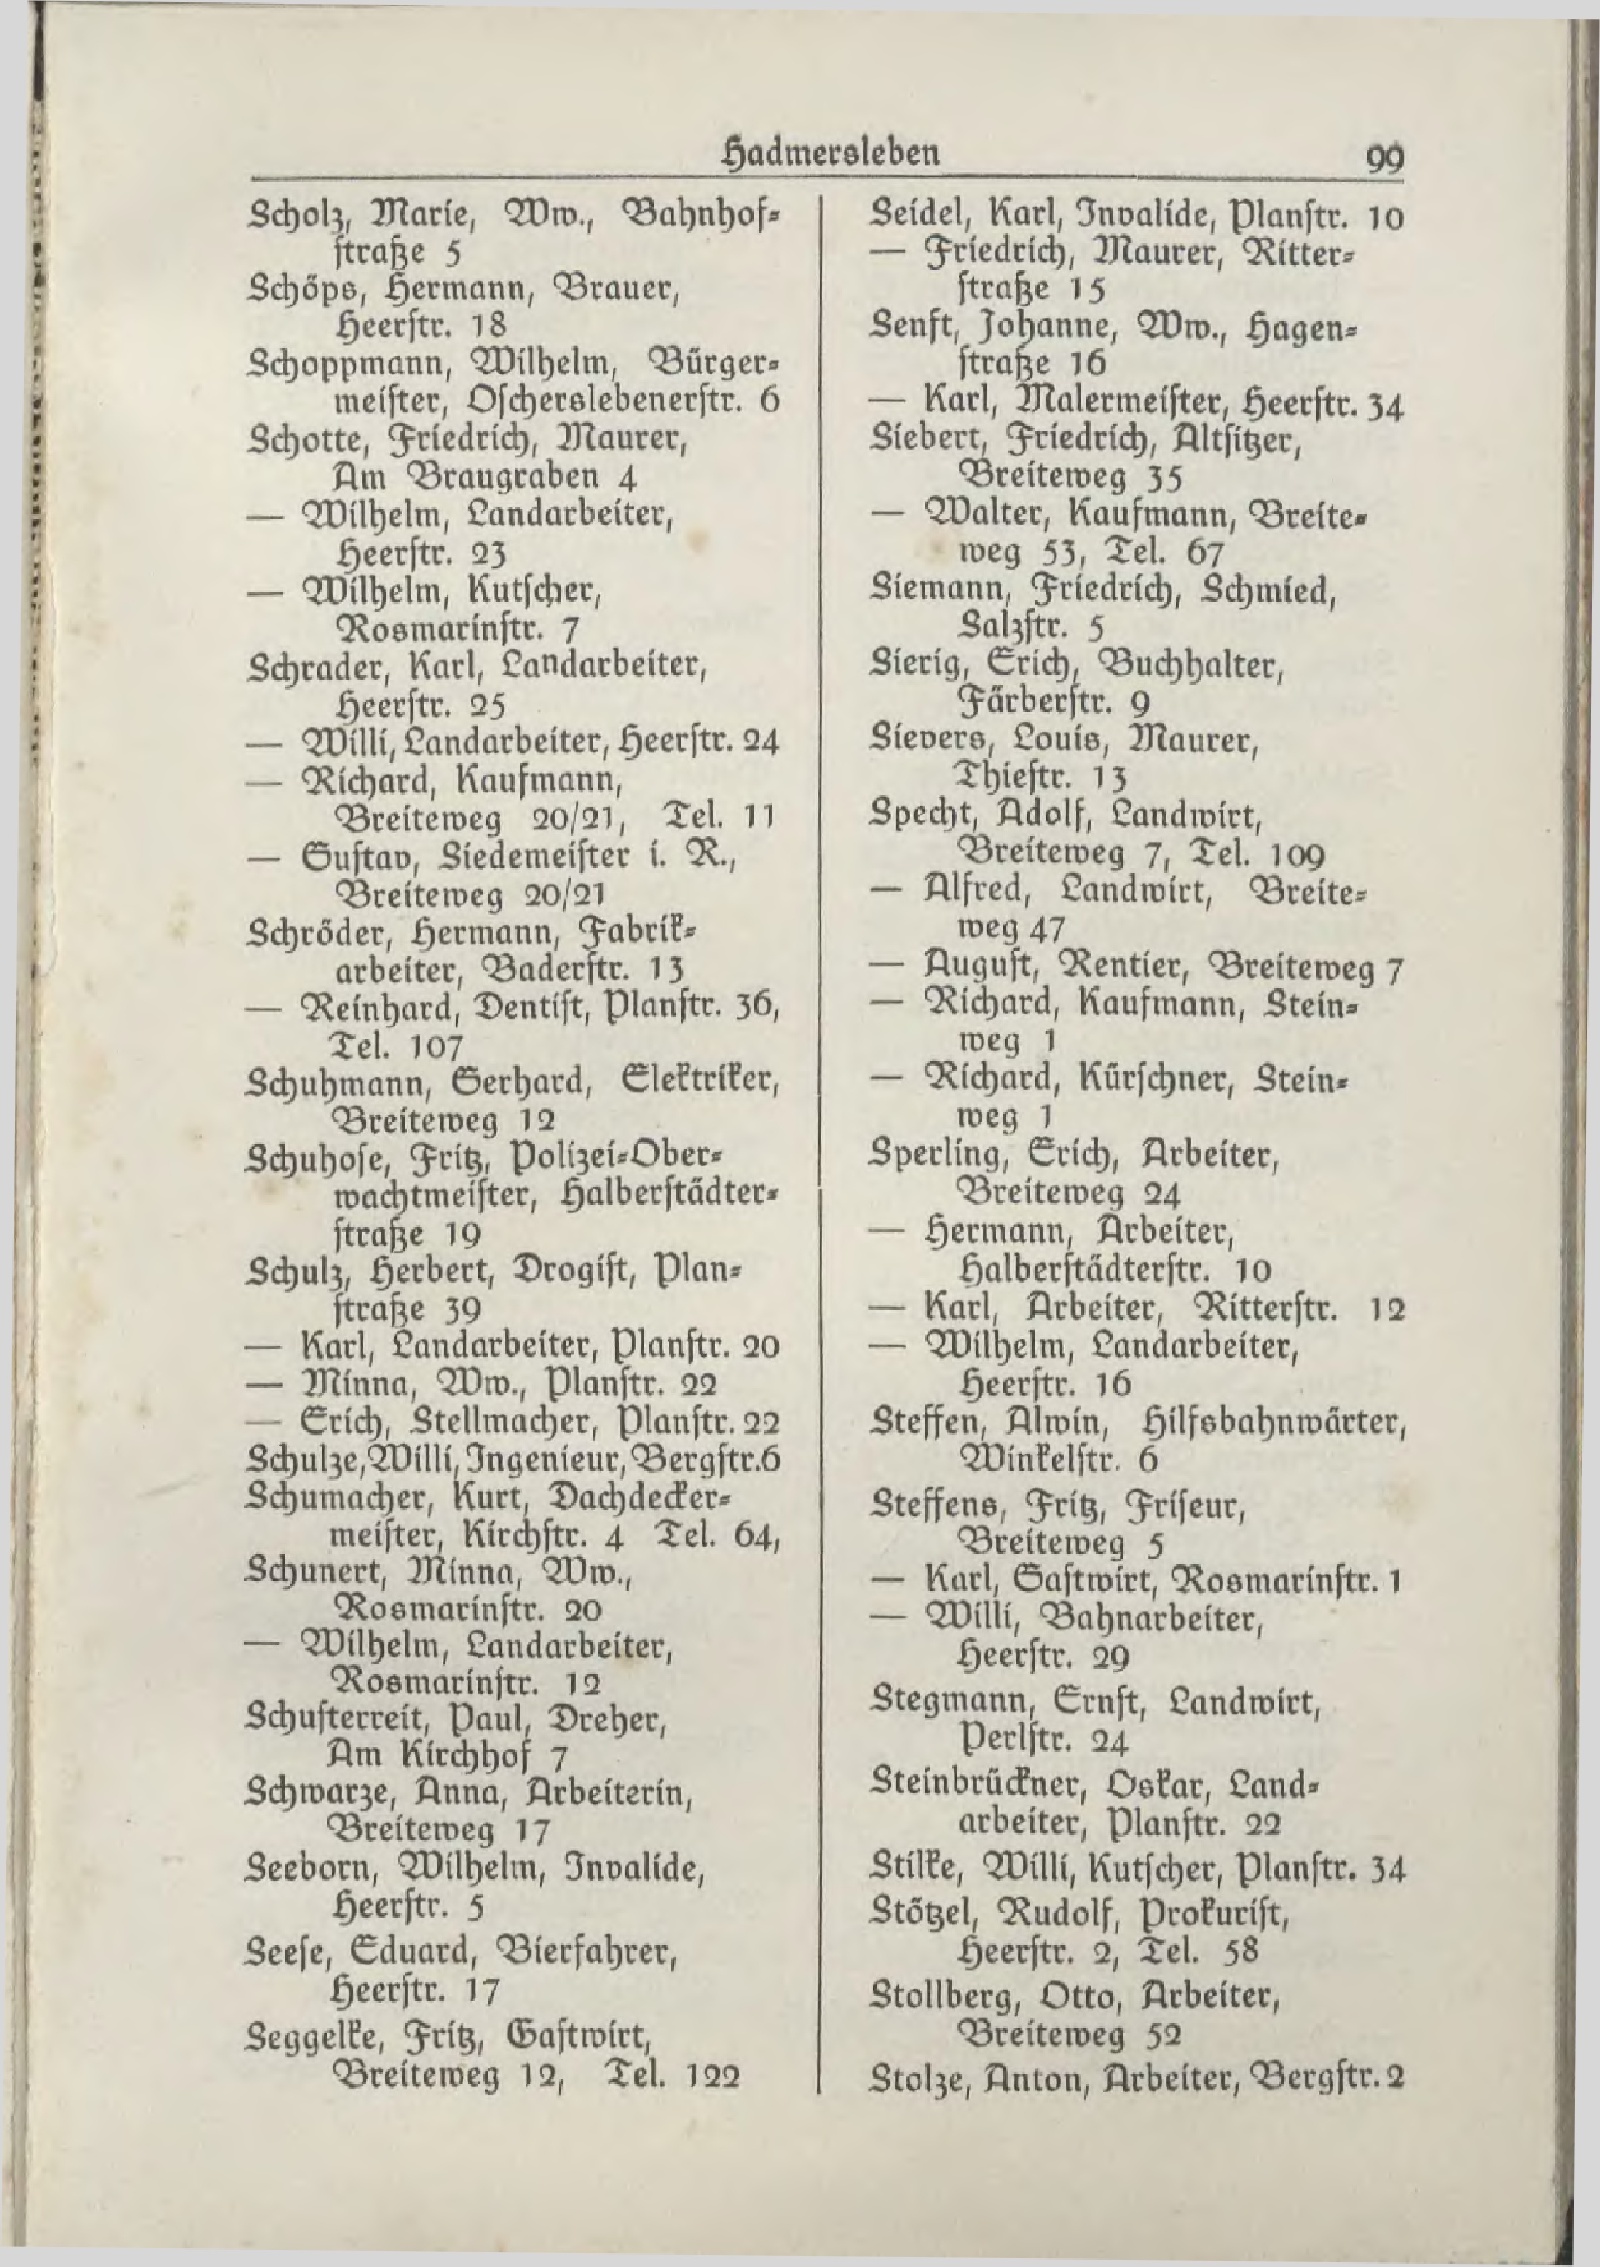 Hadmersleben
99
Scholz, Marie, Ww., Bahnhof-
straße 5
Schöps, Hermann, Brauer,
Heerstr. 18
Schoppmann, Wilhelm, Bürger-
meister, Oscherslebenerstr. 6
Schotte, Friedrich, Maurer,
Am Braugraben 4
— Wilhelm, Landarbeiter,
Heerstr. 23
— Wilhelm, Kutscher,
Rosmarinstr. 7
Schrader, Karl, Landarbeiter,
Heerstr. 25
— Willi, Landarbeiter, Heerstr. 24
— Richard, Kaufmann,
Breiteweg 20/21, Tel. 11
— Gustav, Siedemeister i. R.,
Breiteweg 20/21
Schröder, Hermann, Fabrik-
arbeiter, Baderstr. 13
— Reinhard, Dentist, Planstr. 36,
Tel. 107
Schuhmann, Gerhard, Elektriker,
Breiteweg 12
Schuhose, Fritz, Polizei-Ober-
wachtmeister, Halberstädter-
straße 19
Schulz, Herbert, Drogist, Plan-
straße 39
— Karl, Landarbeiter, Planstr. 20
— Minna, Ww., Planstr. 22
— Erich, Stellmacher, Planstr. 22
Schulze, Willi, Ingenieur, Bergstr. 6
Schumacher, Kurt, Dachdecker-
meister, Kirchstr. 4 Tel. 64,
Schunert, Minna, Ww.,
Rosmarinstr. 20
— Wilhelm, Landarbeiter,
Rosmarinstr. 12
Schusterreit, Paul, Dreher,
Am Kirchhof 7
Schwarze, Anna, Arbeiterin,
Breiteweg 17
Seeborn, Wilhelm, Invalide,
Heerstr. 5
Seese, Eduard, Bierfahrer,
Heerstr. 17
Seggelke, Fritz, Gastwirt,
Breiteweg 12, Tel. 122
Seidel, Karl, Invalide, Planstr. 10
— Friedrich, Maurer, Ritter-
straße 15
Senft, Johanne, Ww., Hagen-
straße 16
— Karl, Malermeister, Heerstr. 34
Siebert, Friedrich, Altsitzer,
Breiteweg 35
— Walter, Kaufmann, Breite-
weg 53, Tel. 67
Siemann, Friedrich, Schmied,
Salzstr. 5
Sierig, Erich, Buchhalter,
Färberstr. 9
Sievers, Louis, Maurer,
Thiestr. 13
Specht, Adolf, Landwirt,
Breiteweg 7, Tel. 109
— Alfred, Landwirt, Breite-
weg 47
— August, Rentier, Breiteweg 7
— Richard, Kaufmann, Stein-
weg 1
— Richard, Kürschner, Stein-
weg 1
Sperling, Erich, Arbeiter,
Breiteweg 24
— Hermann, Arbeiter,
Halberstädterstr. 10
— Karl, Arbeiter, Ritterstr. 12
— Wilhelm, Landarbeiter,
Heerstr. 16
Steffen, Alwin, Hilfsbahnwärter,
Winkelstr. 6
Steffens, Fritz, Friseur,
Breiteweg 5
— Karl, Gastwirt, Rosmarinstr. 1
— Willi, Bahnarbeiter,
Heerstr. 29
Stegmann, Ernst, Landwirt,
Perlstr. 24
Steinbrückner, Oskar, Land-
arbeiter, Planstr. 22
Stilke, Willi, Kutscher, Planstr. 34
Stötzel, Rudolf, Prokurist,
Heerstr. 2, Tel. 58
Stollberg, Otto, Arbeiter,
Breiteweg 52
Stolze, Anton, Arbeiter, Bergstr. 2